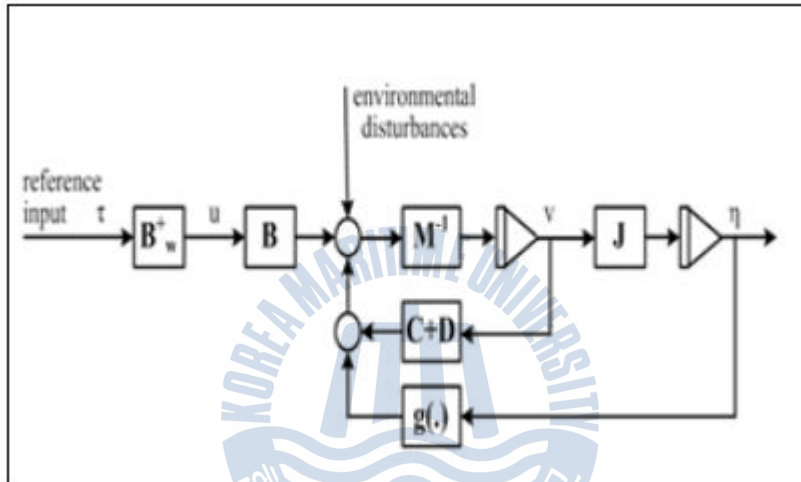 environmental
disturbances
reference
input τ
B⁺w
u
B
M⁻¹
v
J
η
C+D
g(.)
KOREA MARITIME UNIVERSITY